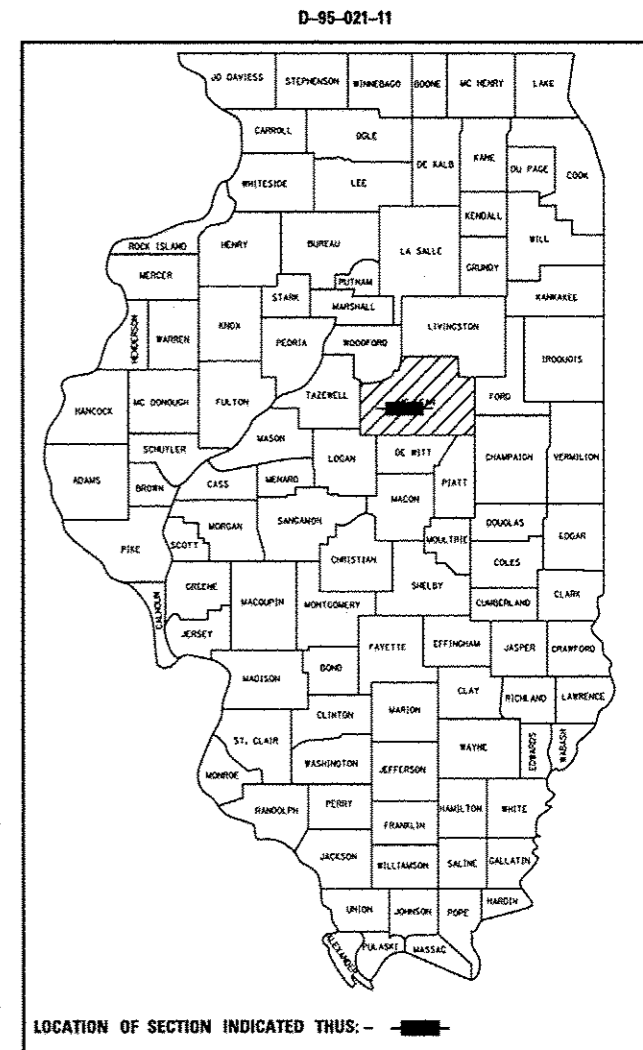 D-95-021-11
JO DAVIESS STEPHENSON WINNEBAGO BOONE MC HENRY LAKE
CARROLL OGLE
DE KALB KANE DU PAGE COOK
WHITESIDE LEE
KENDALL
ROCK ISLAND HENRY BUREAU LA SALLE WILL
MERCER PUTNAM GRUNDY
STARK MARSHALL KANKAKEE
HENDERSON WARREN KNOX PEORIA WOODFORD LIVINGSTON IROQUOIS
HANCOCK MC DONOUGH FULTON TAZEWELL FORD
MASON
SCHUYLER LOGAN DE WITT CHAMPAIGN VERMILION
ADAMS BROWN CASS MENARD MACON PIATT
MORGAN SANGAMON DOUGLAS
PIKE SCOTT CHRISTIAN MOULTRIE COLES EDGAR
CALHOUN GREENE MACOUPIN MONTGOMERY SHELBY CUMBERLAND CLARK
JERSEY FAYETTE EFFINGHAM JASPER CRAWFORD
MADISON BOND CLAY RICHLAND LAWRENCE
CLINTON MARION
ST. CLAIR WAYNE EDWARDS WABASH
WASHINGTON JEFFERSON
MONROE
RANDOLPH PERRY HAMILTON WHITE
FRANKLIN
JACKSON WILLIAMSON SALINE GALLATIN
UNION JOHNSON POPE HARDIN
ALEXANDER PULASKI MASSAC
LOCATION OF SECTION INDICATED THUS: -